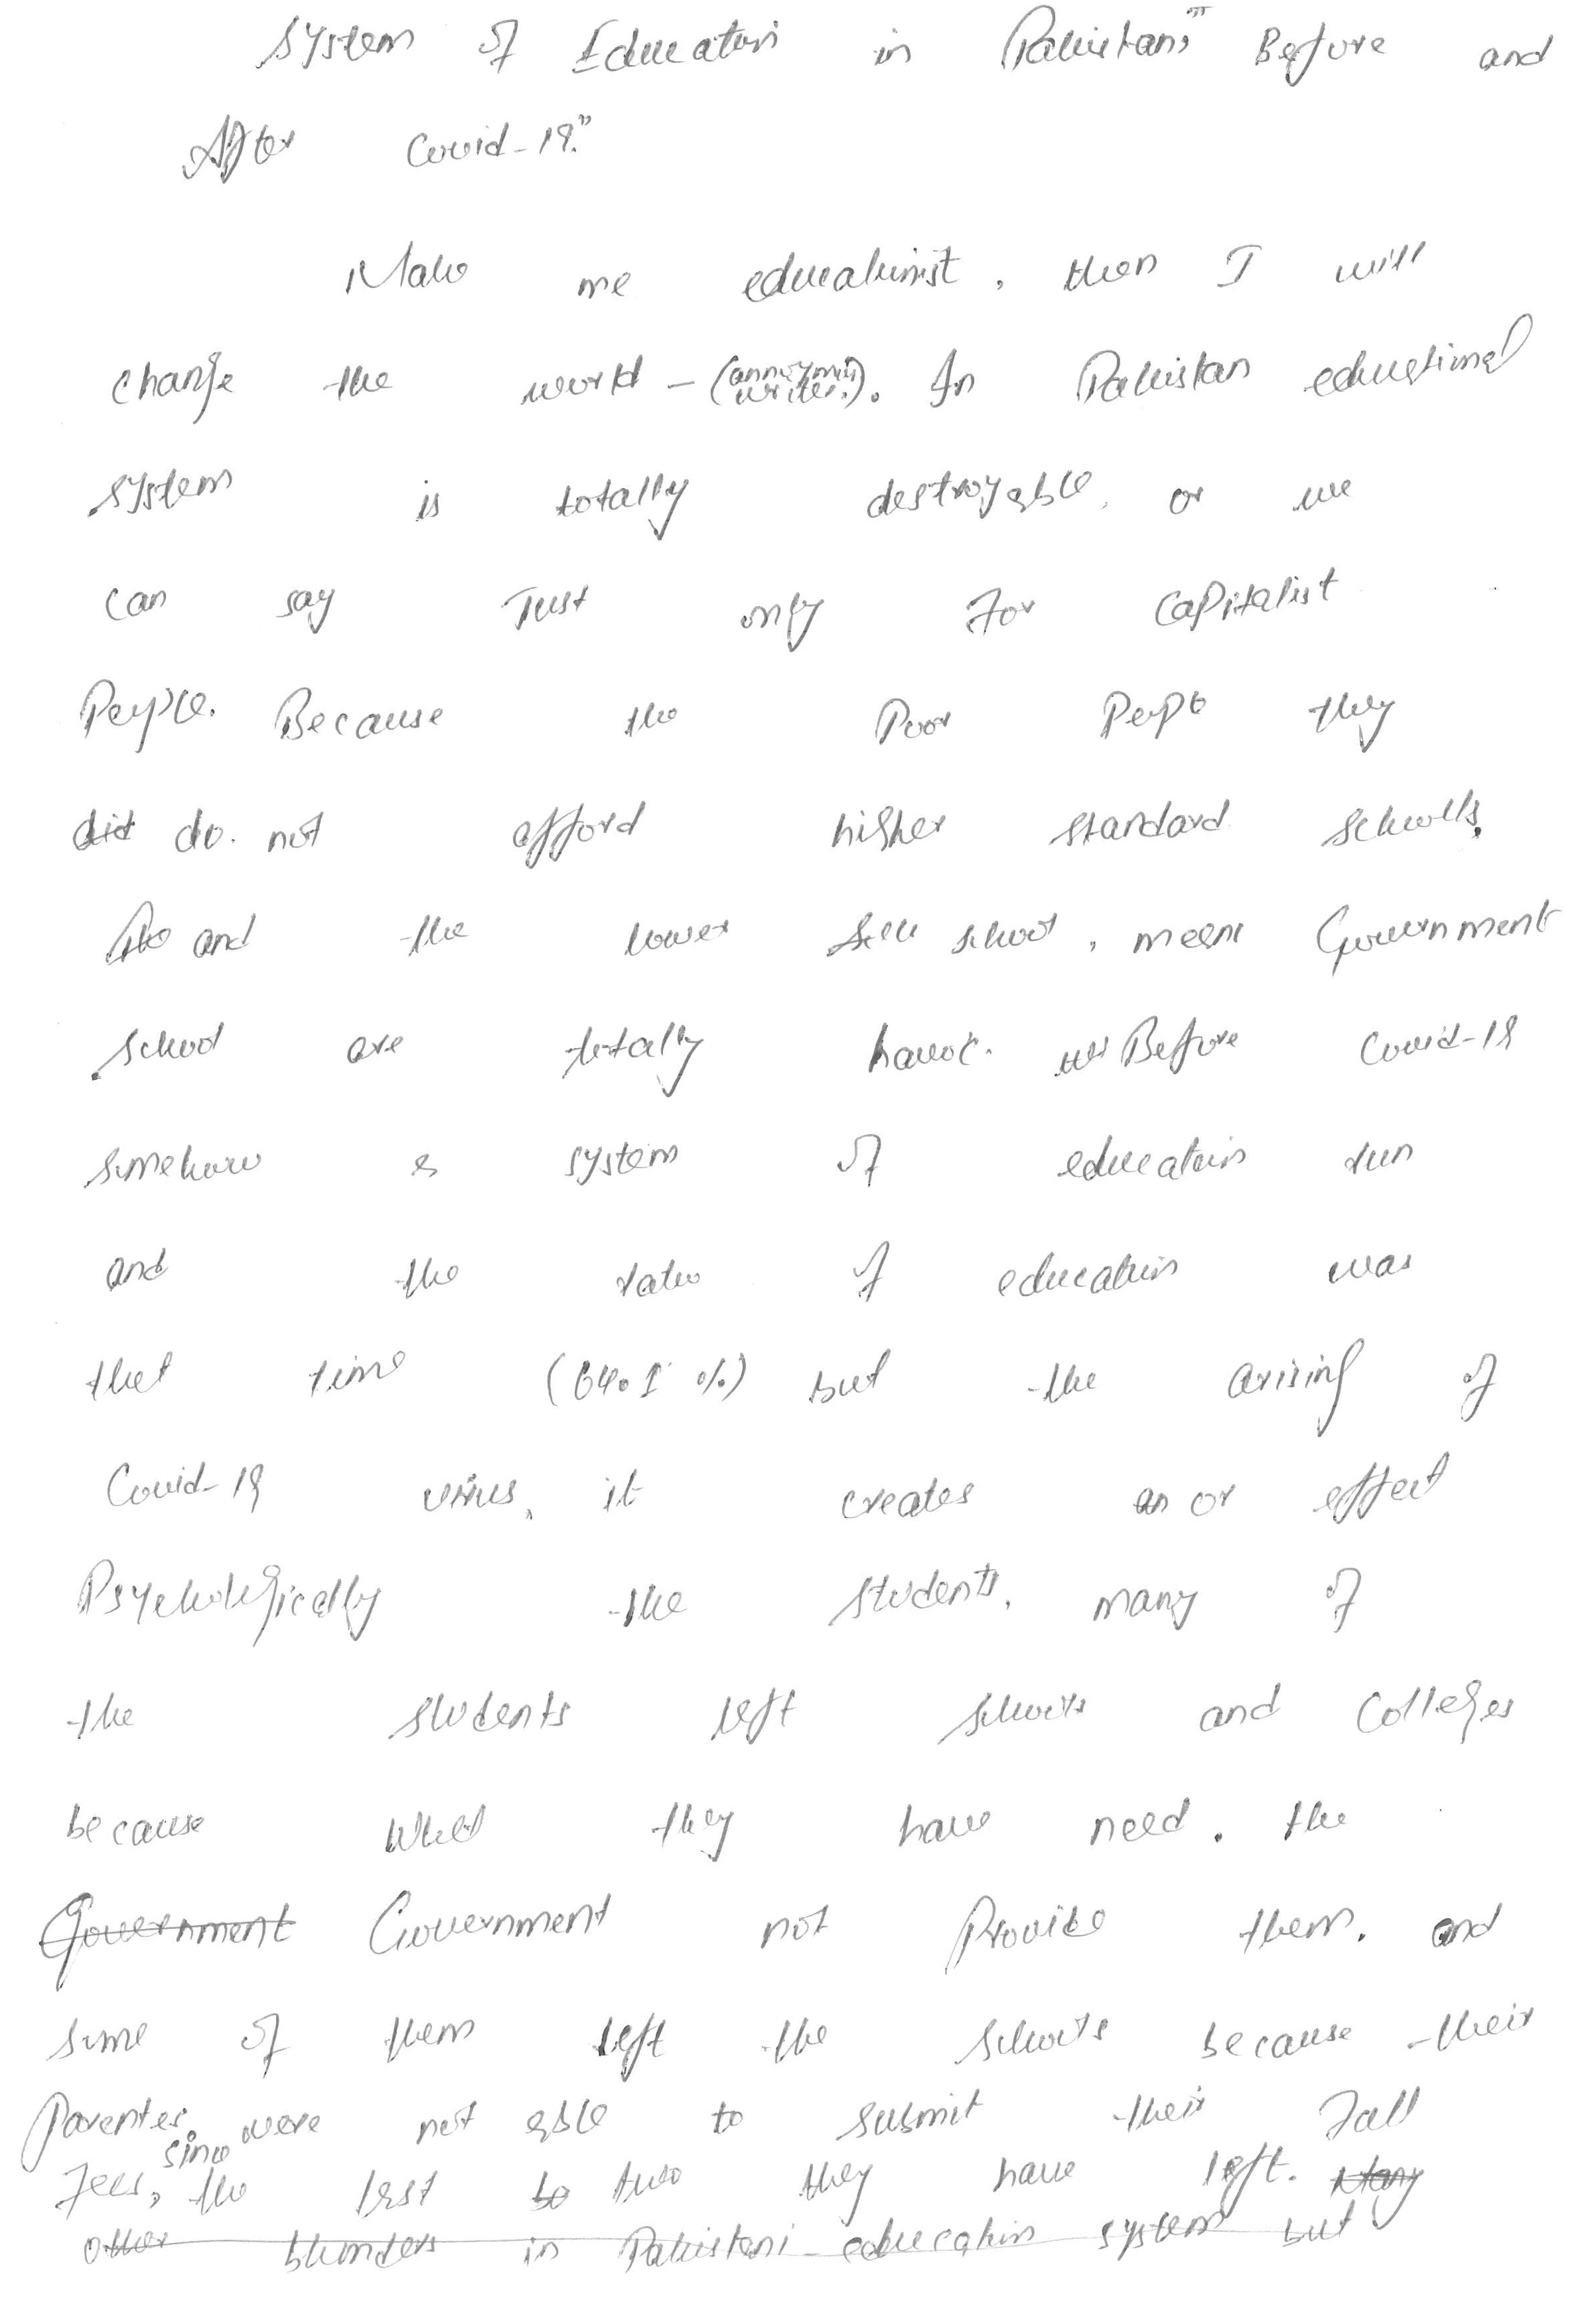 System of Education in Pakistan" Before and
After Covid-19."
Make me educationist, then I will
change the world - (annoymis writer.). In Pakistan educational
system is totally destroyable, or we
can say Just only For Capitalist
People. Because the Poor People they
did do not afford higher standard schools,
and the lower school, means Government
school are totally havoc. Before Covid-19
somehow system of education run
and the ratio of education was
that time (64.1 %) but the arising of
Covid-19 virus, it creates an or effect
Psychologically the students, many of
the students left schools and Colleges
because what they have need. the
Government Government not Provide them. and
some of them left the schools because their
Parentes were not able to submit their Fall
Fees, since the last to two they have left. Many
other blunders in Pakistani education system but